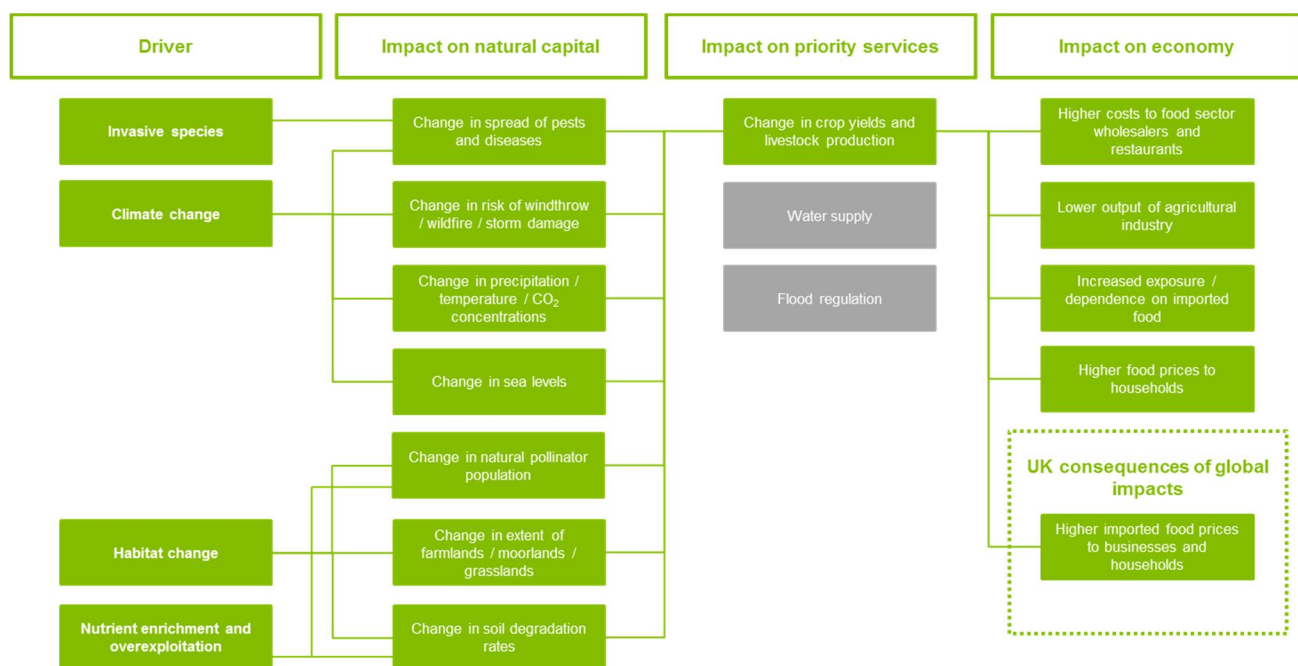 Driver
Impact on natural capital
Impact on priority services
Impact on economy
Invasive species
Climate change
Habitat change
Nutrient enrichment and
overexploitation
Change in spread of pests
and diseases
Change in risk of windthrow
/ wildfire / storm damage
Change in precipitation /
temperature / CO₂
concentrations
Change in sea levels
Change in natural pollinator
population
Change in extent of
farmlands / moorlands /
grasslands
Change in soil degradation
rates
Change in crop yields and
livestock production
Water supply
Flood regulation
Higher costs to food sector
wholesalers and
restaurants
Lower output of agricultural
industry
Increased exposure /
dependence on imported
food
Higher food prices to
households
UK consequences of global
impacts
Higher imported food prices
to businesses and
households